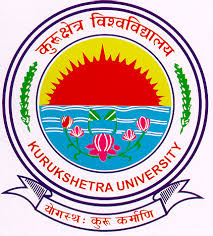 कुरुक्षेत्र विश्वविद्यालय
KURUKSHETRA UNIVERSITY
योगस्थः कुरु कर्माणि